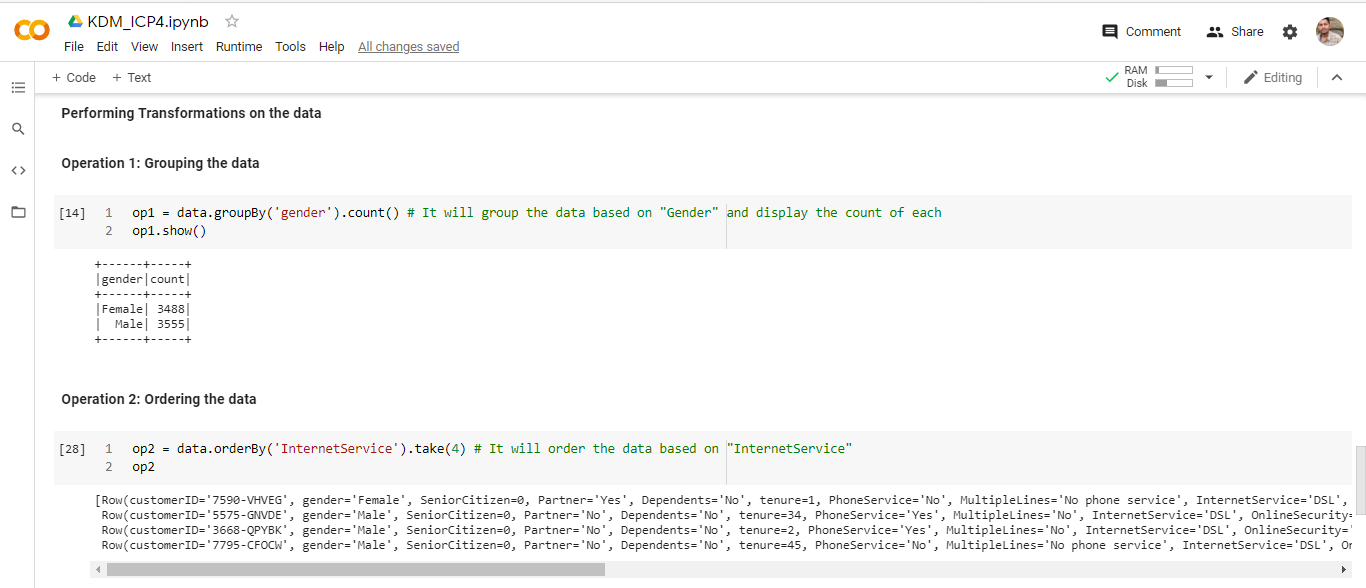 KDM_ICP4.ipynb
File Edit View Insert Runtime Tools Help All changes saved
Comment Share
+ Code + Text
RAM
Disk
Editing
Performing Transformations on the data
Operation 1: Grouping the data
[14] 1 op1 = data.groupBy('gender').count() # It will group the data based on "Gender" and display the count of each
2 op1.show()
+------+-----+
|gender|count|
+------+-----+
|Female| 3488|
|  Male| 3555|
+------+-----+
Operation 2: Ordering the data
[28] 1 op2 = data.orderBy('InternetService').take(4) # It will order the data based on "InternetService"
2 op2
[Row(customerID='7590-VHVEG', gender='Female', SeniorCitizen=0, Partner='Yes', Dependents='No', tenure=1, PhoneService='No', MultipleLines='No phone service', InternetService='DSL',
Row(customerID='5575-GNVDE', gender='Male', SeniorCitizen=0, Partner='No', Dependents='No', tenure=34, PhoneService='Yes', MultipleLines='No', InternetService='DSL', OnlineSecurity=
Row(customerID='3668-QPYBK', gender='Male', SeniorCitizen=0, Partner='No', Dependents='No', tenure=2, PhoneService='Yes', MultipleLines='No', InternetService='DSL', OnlineSecurity='
Row(customerID='7795-CFOCW', gender='Male', SeniorCitizen=0, Partner='No', Dependents='No', tenure=45, PhoneService='No', MultipleLines='No phone service', InternetService='DSL',